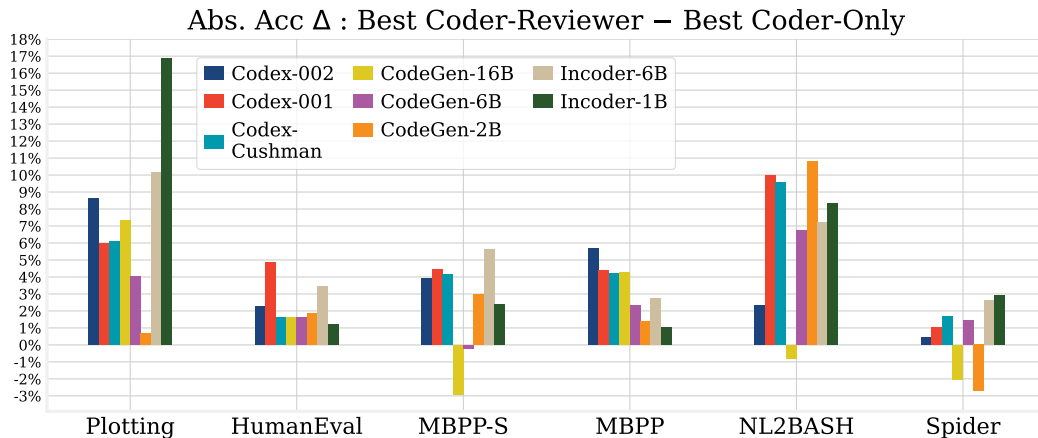 Abs. Acc Δ : Best Coder-Reviewer − Best Coder-Only
18%
17%
16%
15%
14%
13%
12%
11%
10%
9%
8%
7%
6%
5%
4%
3%
2%
1%
0%
-1%
-2%
-3%
Codex-002
Codex-001
Codex-
Cushman
CodeGen-16B
CodeGen-6B
CodeGen-2B
Incoder-6B
Incoder-1B
Plotting
HumanEval
MBPP-S
MBPP
NL2BASH
Spider